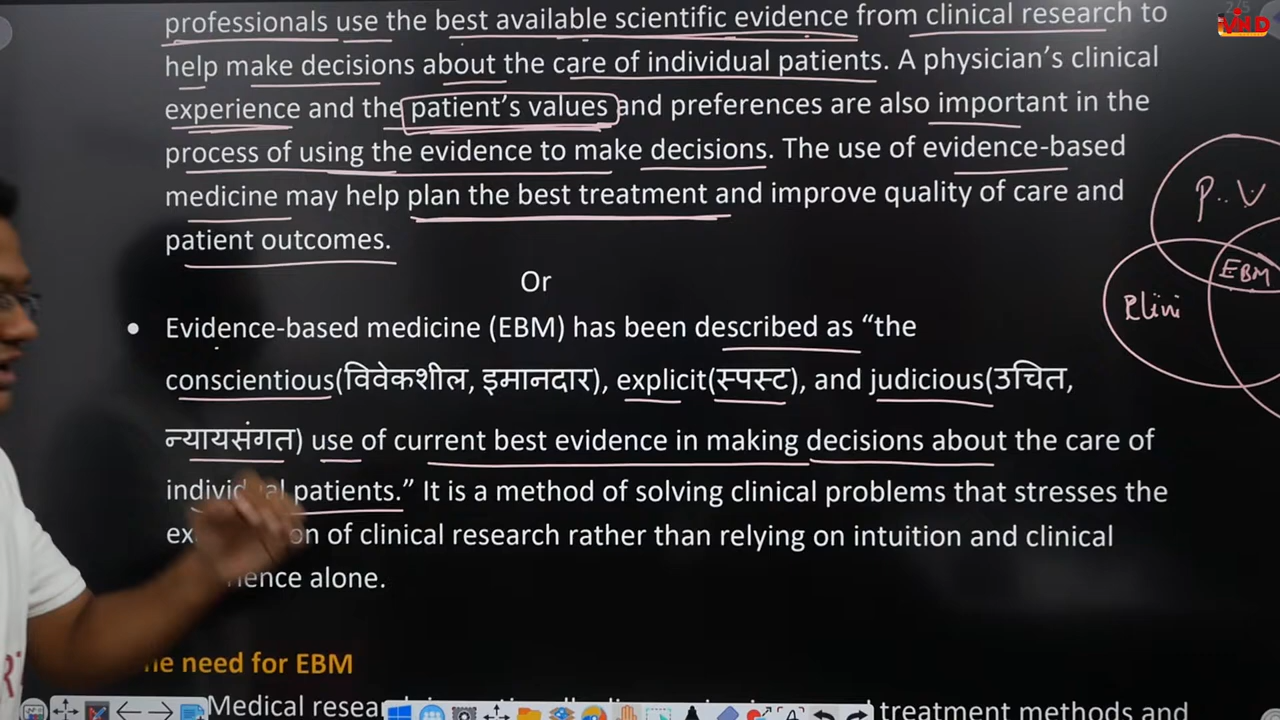 professionals use the best available scientific evidence from clinical research to
help make decisions about the care of individual patients. A physician's clinical
experience and the patient's values and preferences are also important in the
process of using the evidence to make decisions. The use of evidence-based
medicine may help plan the best treatment and improve quality of care and
patient outcomes.
Or
• Evidence-based medicine (EBM) has been described as “the
conscientious(विवेकशील, इमानदार), explicit(स्पस्ट), and judicious(उचित,
न्यायसंगत) use of current best evidence in making decisions about the care of
individual patients.” It is a method of solving clinical problems that stresses the
of clinical research rather than relying on intuition and clinical
alone.
need for EBM
Medical treatment methods and
2/5
P..V
EBM
Clini